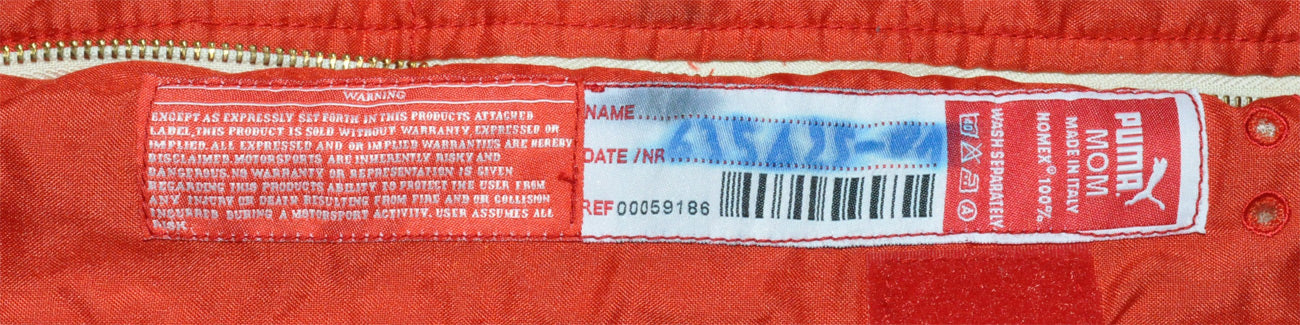 WARNING
EXCEPT AS EXPRESSLY SET FORTH IN THIS PRODUCTS ATTACHED
LABEL, THIS PRODUCT IS SOLD WITHOUT WARRANTY, EXPRESSED OR
IMPLIED. ALL EXPRESSED AND OR IMPLIED WARRANTIES ARE HEREBY
DISCLAIMED. MOTORSPORTS ARE INHERENTLY RISKY AND
DANGEROUS. NO WARRANTY OR REPRESENTATION IS GIVEN
REGARDING THIS PRODUCTS ABILITY TO PROTECT THE USER FROM
ANY INJURY OR DEATH RESULTING FROM FIRE AND OR COLLISION
INCURRED DURING A MOTORSPORT ACTIVITY. USER ASSUMES ALL
RISK
NAME
DATE / NR
REF 00059186
PUMA
MOM
MADE IN ITALY
NOMEX® 100%
WASH SEPARATELY
A